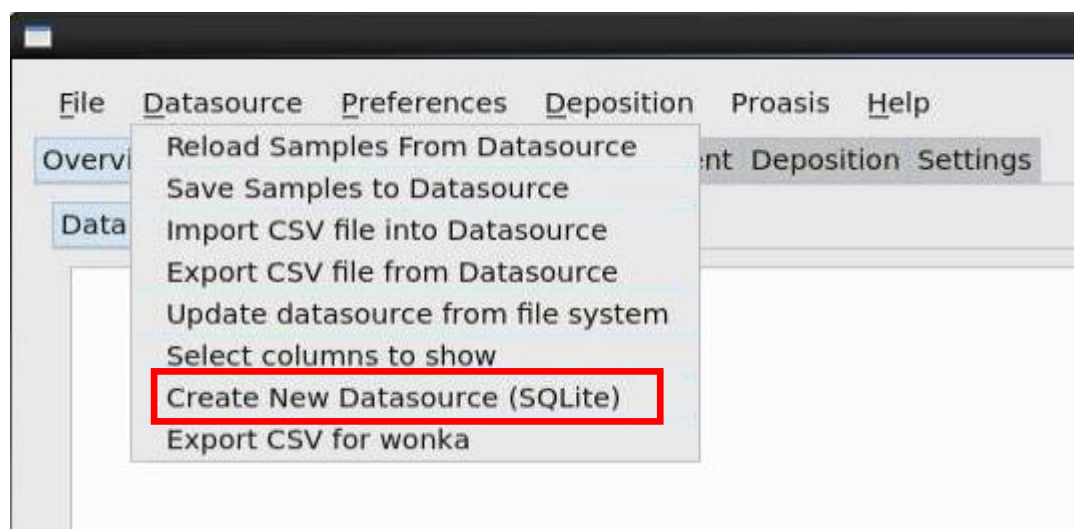 File Datasource Preferences Deposition Proasis Help
Overvi ent Deposition Settings
Data
Reload Samples From Datasource
Save Samples to Datasource
Import CSV file into Datasource
Export CSV file from Datasource
Update datasource from file system
Select columns to show
Create New Datasource (SQLite)
Export CSV for wonka